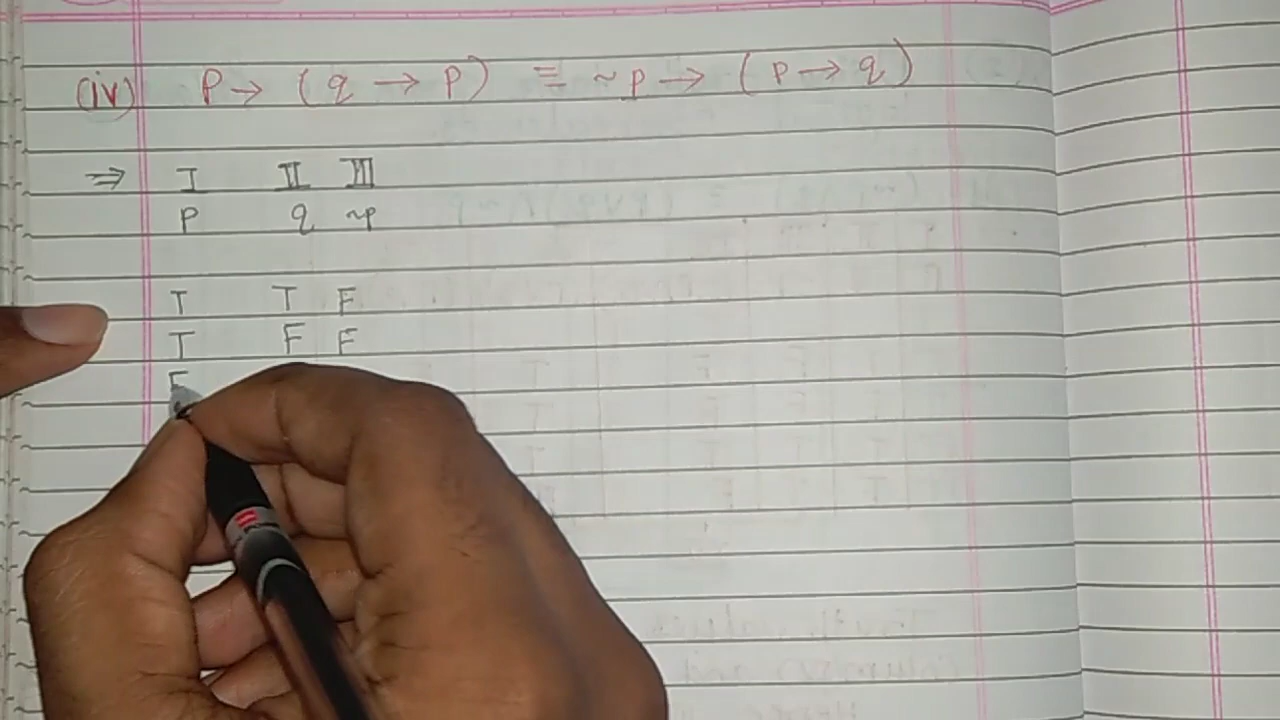 (iv) P → ( q → P ) = ~p → ( p → q )
⇒ I II III
P q ~p
T T F
T F F
F